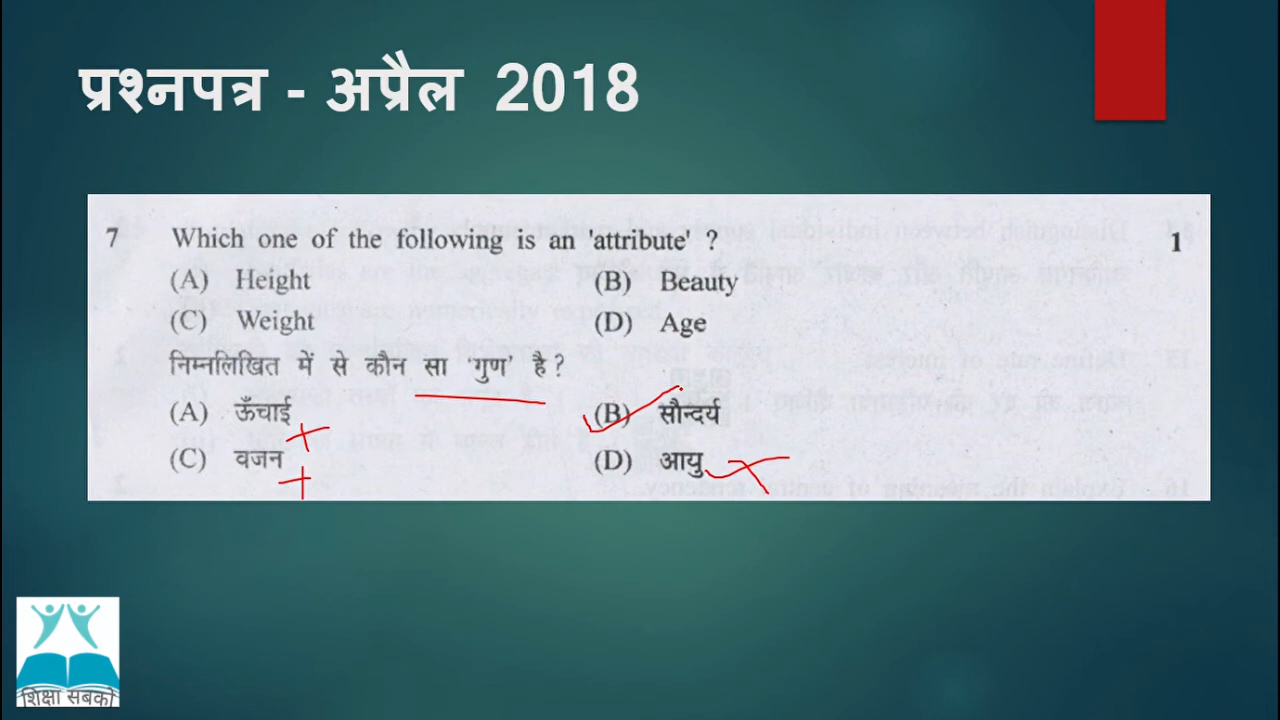 प्रश्नपत्र - अप्रैल 2018
7 Which one of the following is an 'attribute' ? 1
(A) Height (B) Beauty
(C) Weight (D) Age
निम्नलिखित में से कौन सा 'गुण' है ?
(A) ऊँचाई (B) सौन्दर्य
(C) वजन (D) आयु
शिक्षा सबको